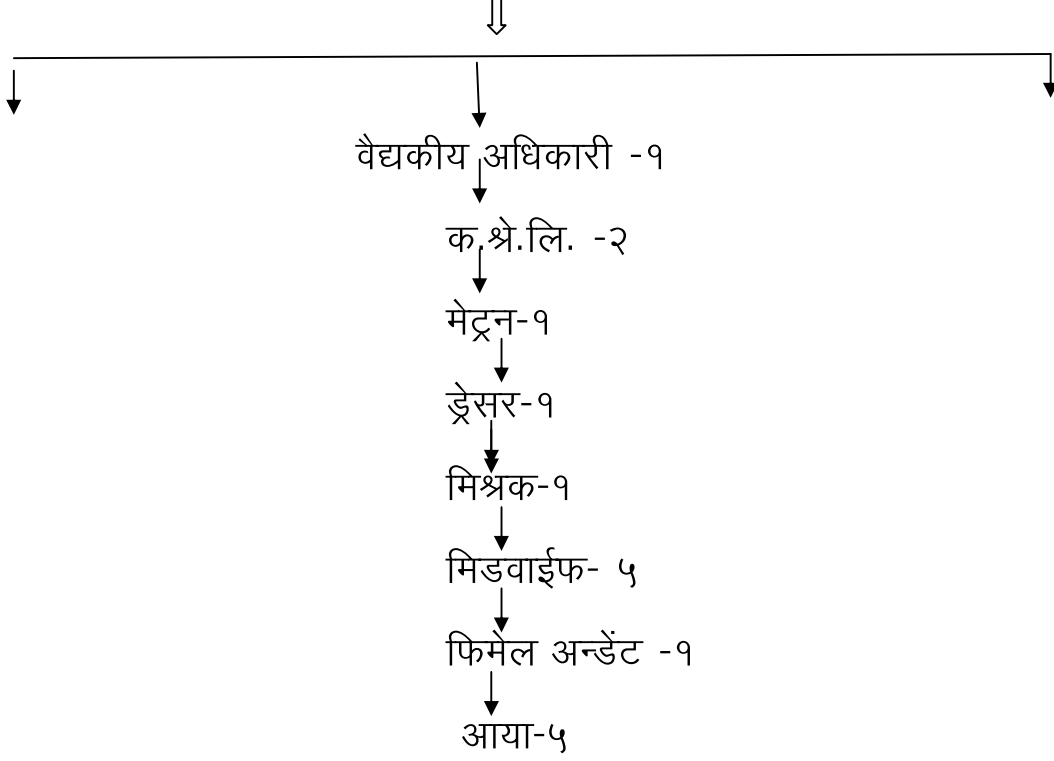 वैद्यकीय अधिकारी -१
क.श्रे.लि. -२
मेट्रन-१
ड्रेसर-१
मिश्रक-१
मिडवाईफ- ५
फिमेल अन्डेंट -१
आया-५